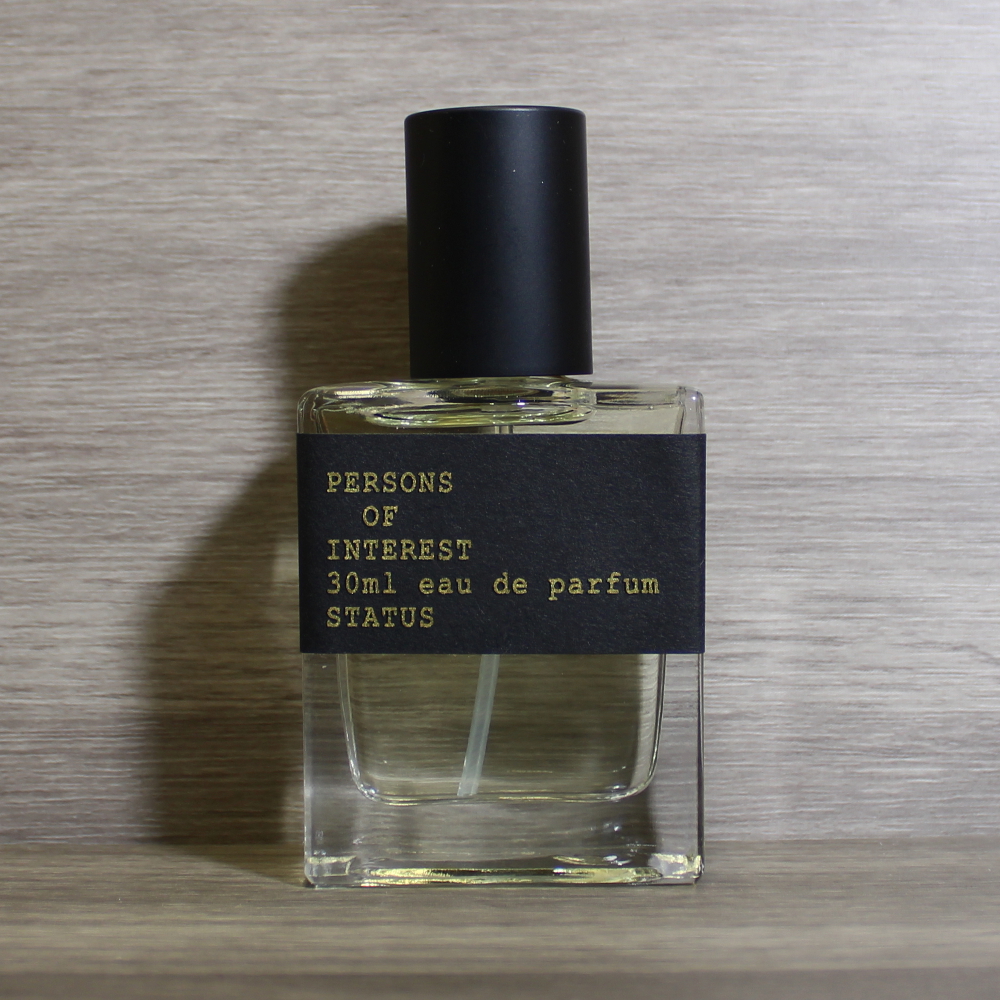 PERSONS
OF
INTEREST
30ml eau de parfum
STATUS